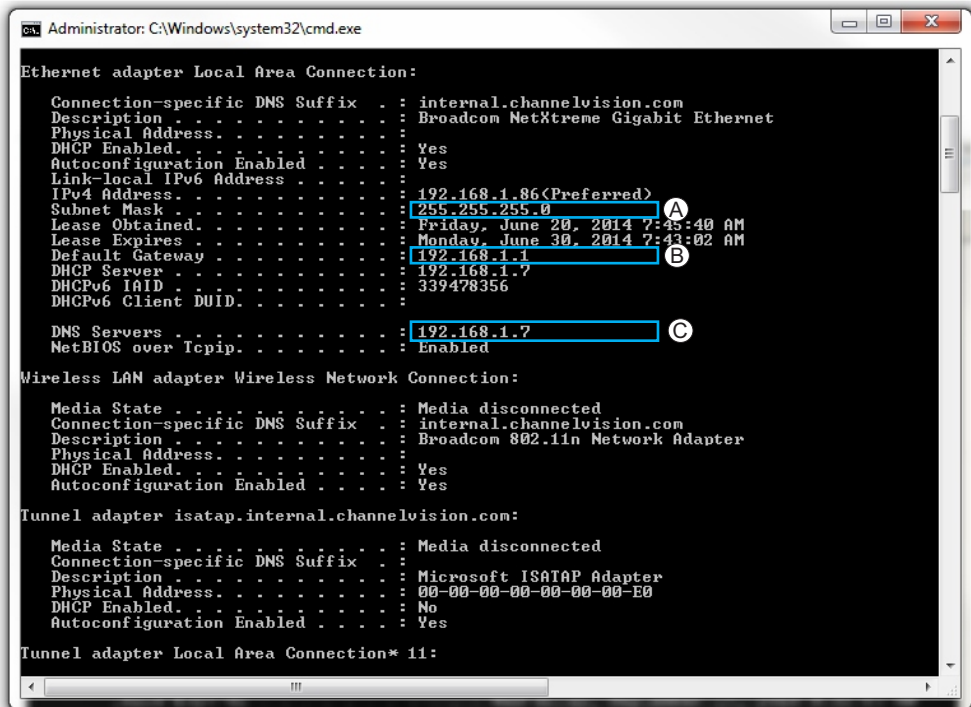 Administrator: C:\Windows\system32\cmd.exe
Ethernet adapter Local Area Connection:
Connection-specific DNS Suffix  . : internal.channelvision.com
Description . . . . . . . . . . . : Broadcom NetXtreme Gigabit Ethernet
Physical Address. . . . . . . . . :
DHCP Enabled. . . . . . . . . . . : Yes
Autoconfiguration Enabled . . . . : Yes
Link-local IPv6 Address . . . . . :
IPv4 Address. . . . . . . . . . . : 192.168.1.86(Preferred)
Subnet Mask . . . . . . . . . . . : 255.255.255.0 A
Lease Obtained. . . . . . . . . . : Friday, June 20, 2014 7:45:40 AM
Lease Expires . . . . . . . . . . : Monday, June 30, 2014 7:43:02 AM
Default Gateway . . . . . . . . . : 192.168.1.1 B
DHCP Server . . . . . . . . . . . : 192.168.1.7
DHCPv6 IAID . . . . . . . . . . . : 339478356
DHCPv6 Client DUID. . . . . . . . :
DNS Servers . . . . . . . . . . . : 192.168.1.7 C
NetBIOS over Tcpip. . . . . . . . : Enabled
Wireless LAN adapter Wireless Network Connection:
Media State . . . . . . . . . . . : Media disconnected
Connection-specific DNS Suffix  . : internal.channelvision.com
Description . . . . . . . . . . . : Broadcom 802.11n Network Adapter
Physical Address. . . . . . . . . :
DHCP Enabled. . . . . . . . . . . : Yes
Autoconfiguration Enabled . . . . : Yes
Tunnel adapter isatap.internal.channelvision.com:
Media State . . . . . . . . . . . : Media disconnected
Connection-specific DNS Suffix  . :
Description . . . . . . . . . . . : Microsoft ISATAP Adapter
Physical Address. . . . . . . . . : 00-00-00-00-00-00-00-E0
DHCP Enabled. . . . . . . . . . . : No
Autoconfiguration Enabled . . . . : Yes
Tunnel adapter Local Area Connection* 11: